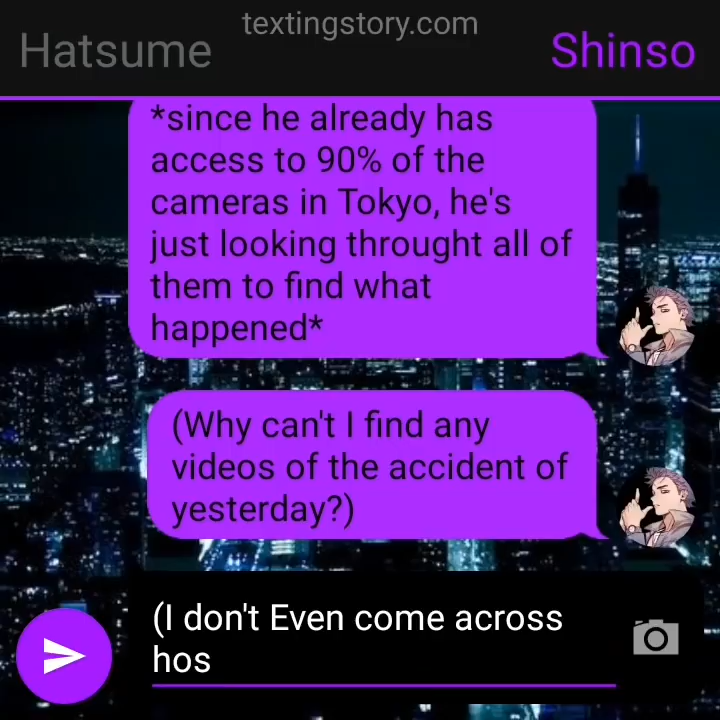 textingstory.com
Hatsume
Shinso
*since he already has
access to 90% of the
cameras in Tokyo, he's
just looking throught all of
them to find what
happened*
(Why can't I find any
videos of the accident of
yesterday?)
(I don't Even come across
hos